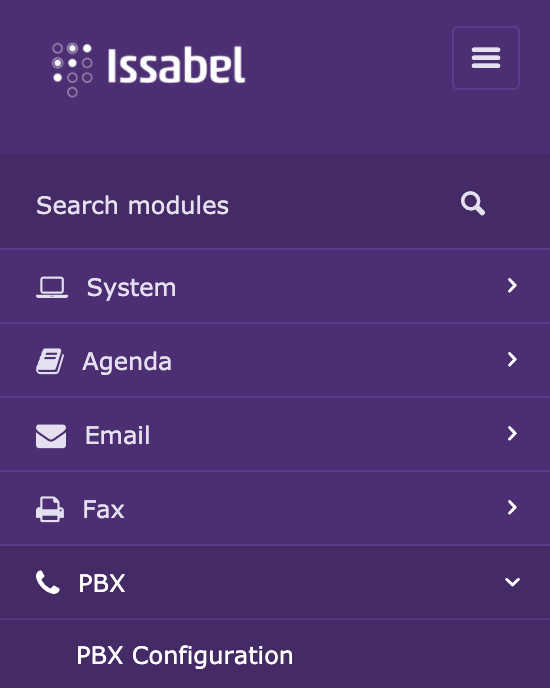 Issabel
Search modules
System
Agenda
Email
Fax
PBX
PBX Configuration